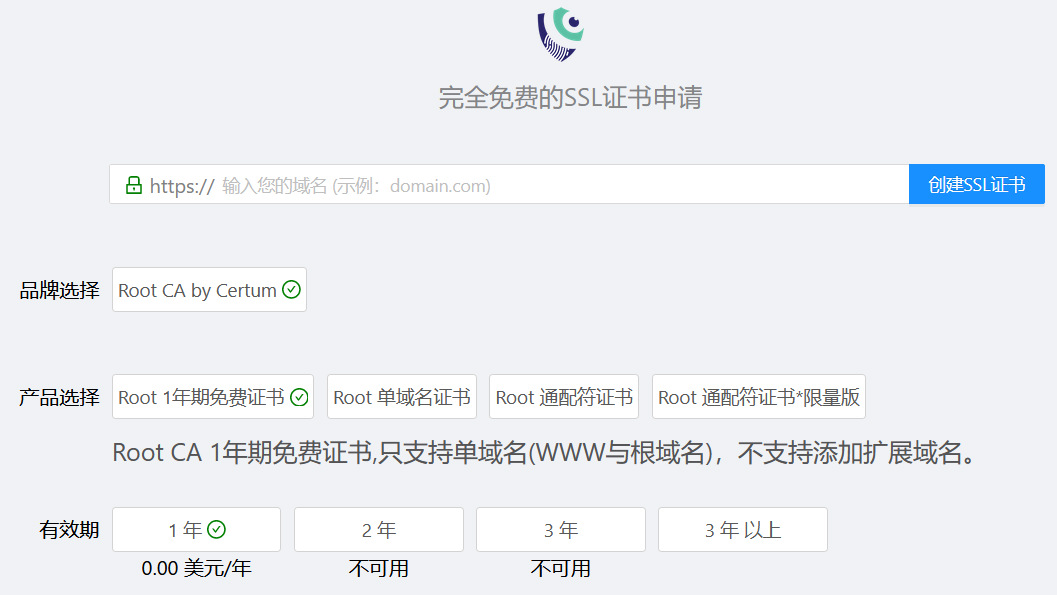 完全免费的SSL证书申请
https:// 输入您的域名 (示例：domain.com) 创建SSL证书
品牌选择 Root CA by Certum
产品选择 Root 1年期免费证书 Root 单域名证书 Root 通配符证书 Root 通配符证书*限量版
Root CA 1年期免费证书,只支持单域名(WWW与根域名)，不支持添加扩展域名。
有效期 1 年 2 年 3 年 3 年 以上
0.00 美元/年 不可用 不可用